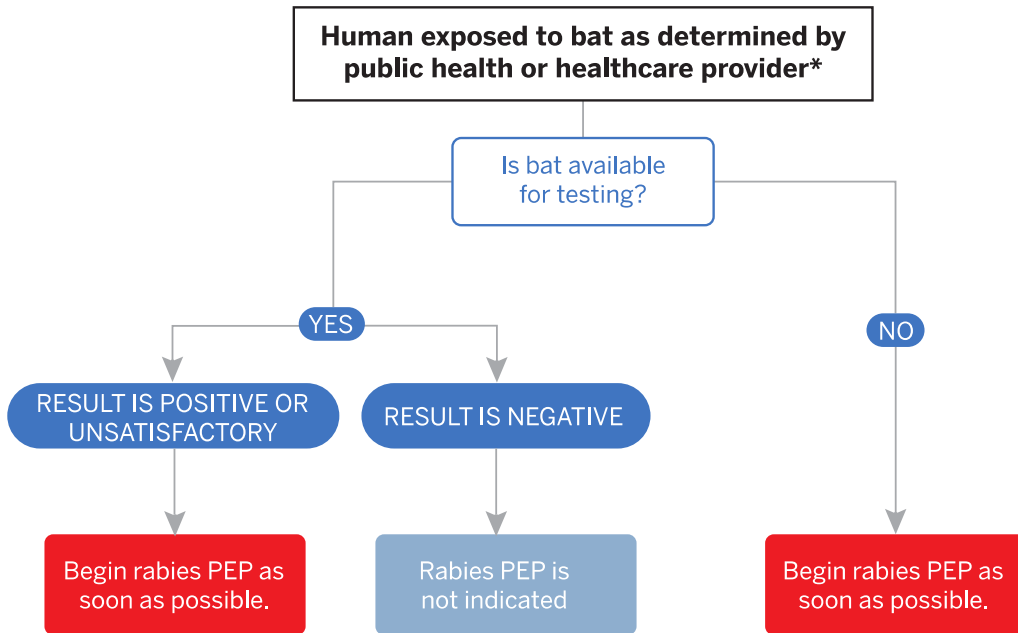 Human exposed to bat as determined by
public health or healthcare provider*
Is bat available
for testing?
YES
NO
RESULT IS POSITIVE OR
UNSATISFACTORY
RESULT IS NEGATIVE
Begin rabies PEP as
soon as possible.
Rabies PEP is
not indicated
Begin rabies PEP as
soon as possible.